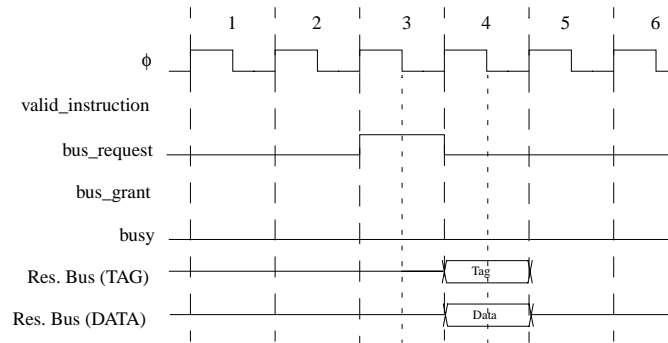 1 2 3 4 5 6
ϕ
valid_instruction
bus_request
bus_grant
busy
Res. Bus (TAG) Tag
Res. Bus (DATA) Data